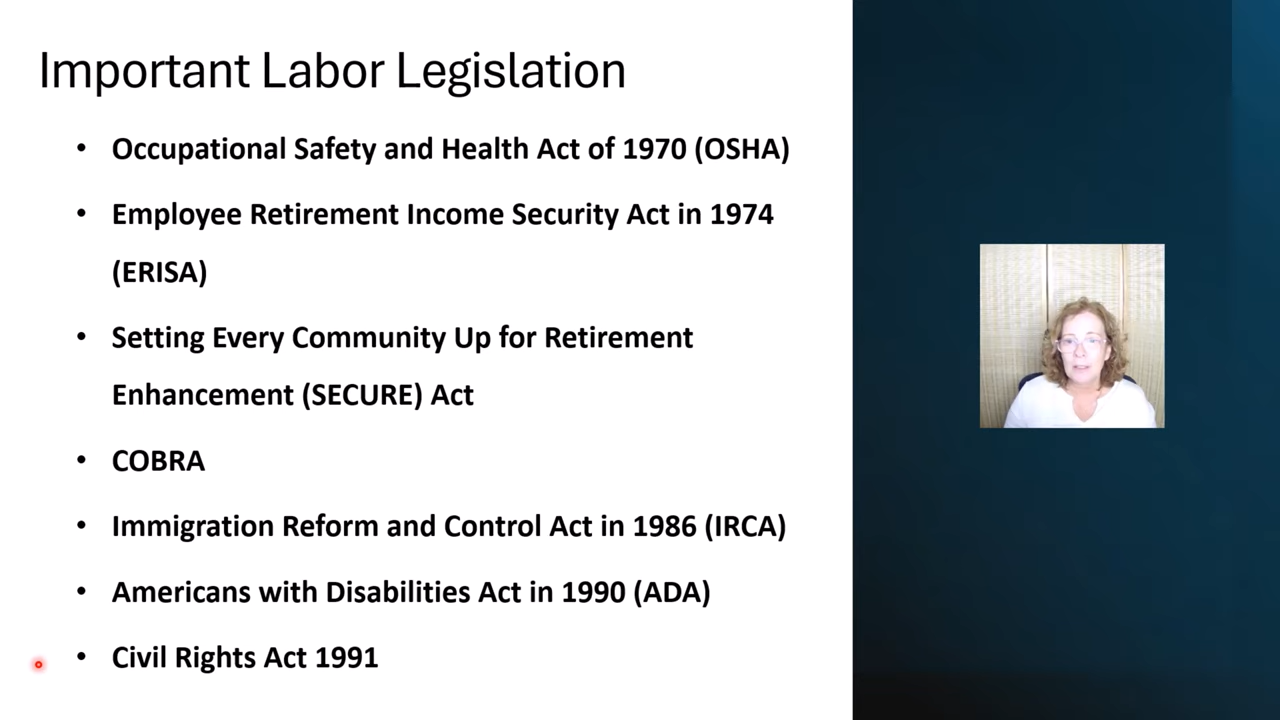 Important Labor Legislation
• Occupational Safety and Health Act of 1970 (OSHA)
• Employee Retirement Income Security Act in 1974
(ERISA)
• Setting Every Community Up for Retirement
Enhancement (SECURE) Act
• COBRA
• Immigration Reform and Control Act in 1986 (IRCA)
• Americans with Disabilities Act in 1990 (ADA)
• Civil Rights Act 1991